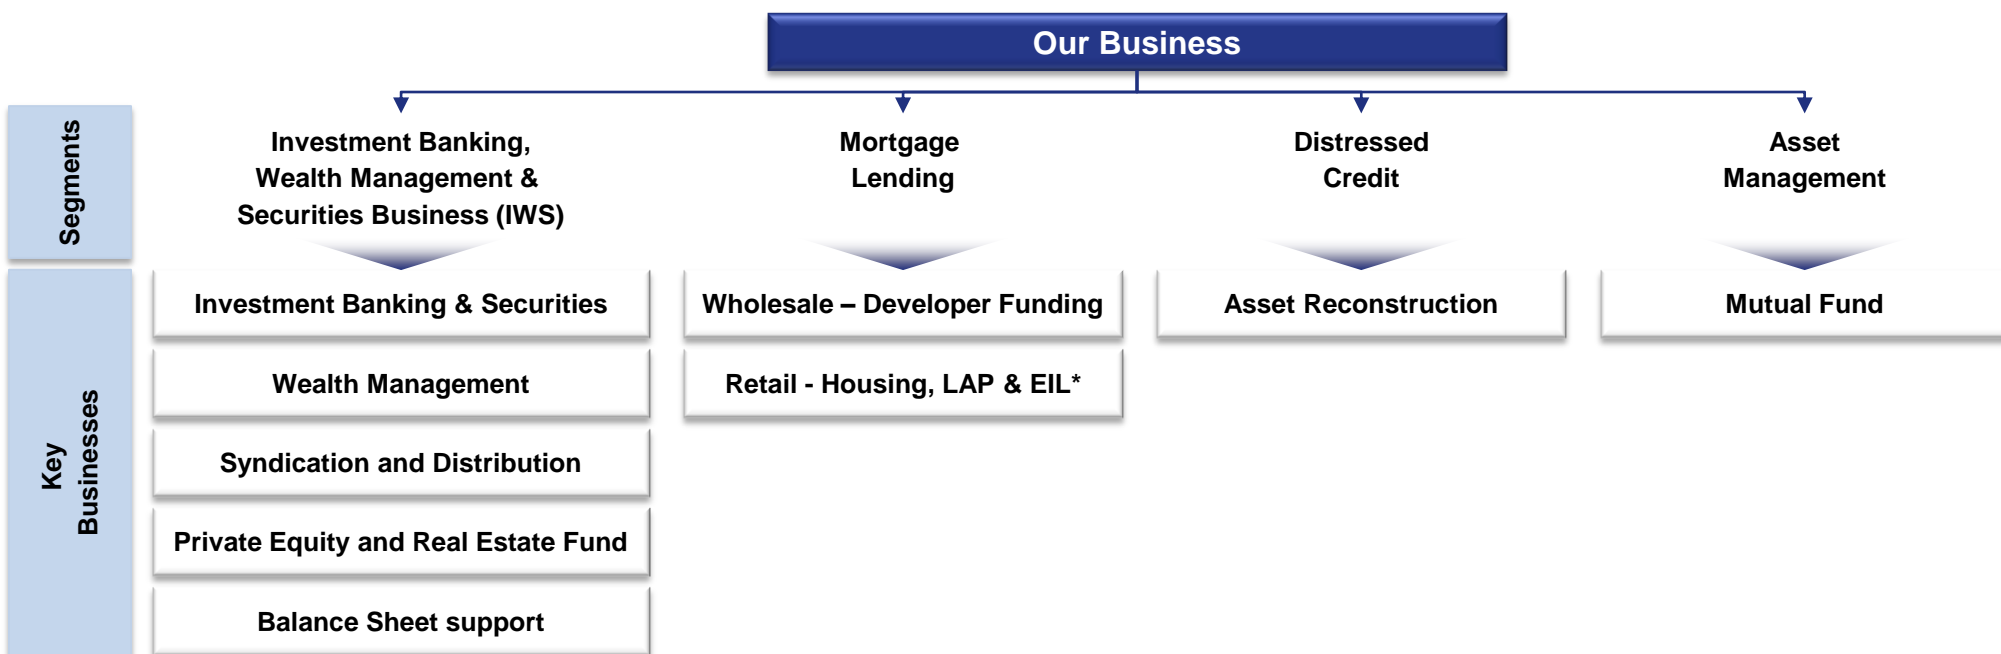 Our Business
Segments
Investment Banking,
Wealth Management &
Securities Business (IWS)
Mortgage
Lending
Distressed
Credit
Asset
Management
Key
Businesses
Investment Banking & Securities
Wealth Management
Syndication and Distribution
Private Equity and Real Estate Fund
Balance Sheet support
Wholesale – Developer Funding
Retail - Housing, LAP & EIL*
Asset Reconstruction
Mutual Fund